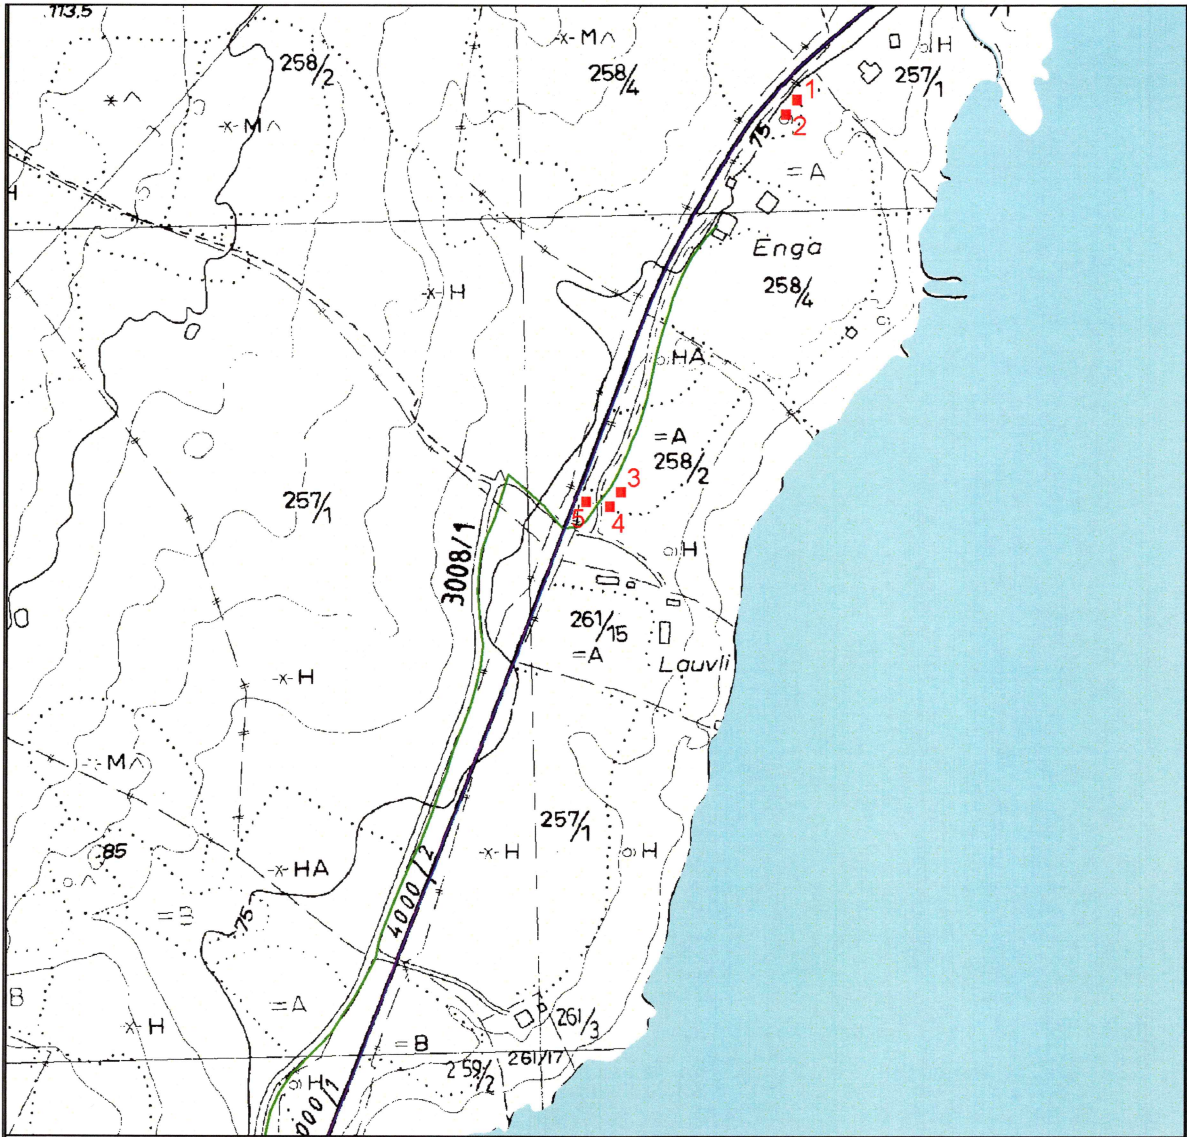 113.5
258/2
-x-M^
258/4
H
257/1
1
2
75
-x-M^
H
=A
Enga
258/4
-x-H
HA
=A
258/2
3
4
5
257/1
3008/1
H
261/15
=A
Lauvli
-x-H
M^
257/1
85
-x-HA
-x-H
H
4000/2
=B
75
=A
B
-x-H
=B
261/3
261/17
259/2
H
000/1